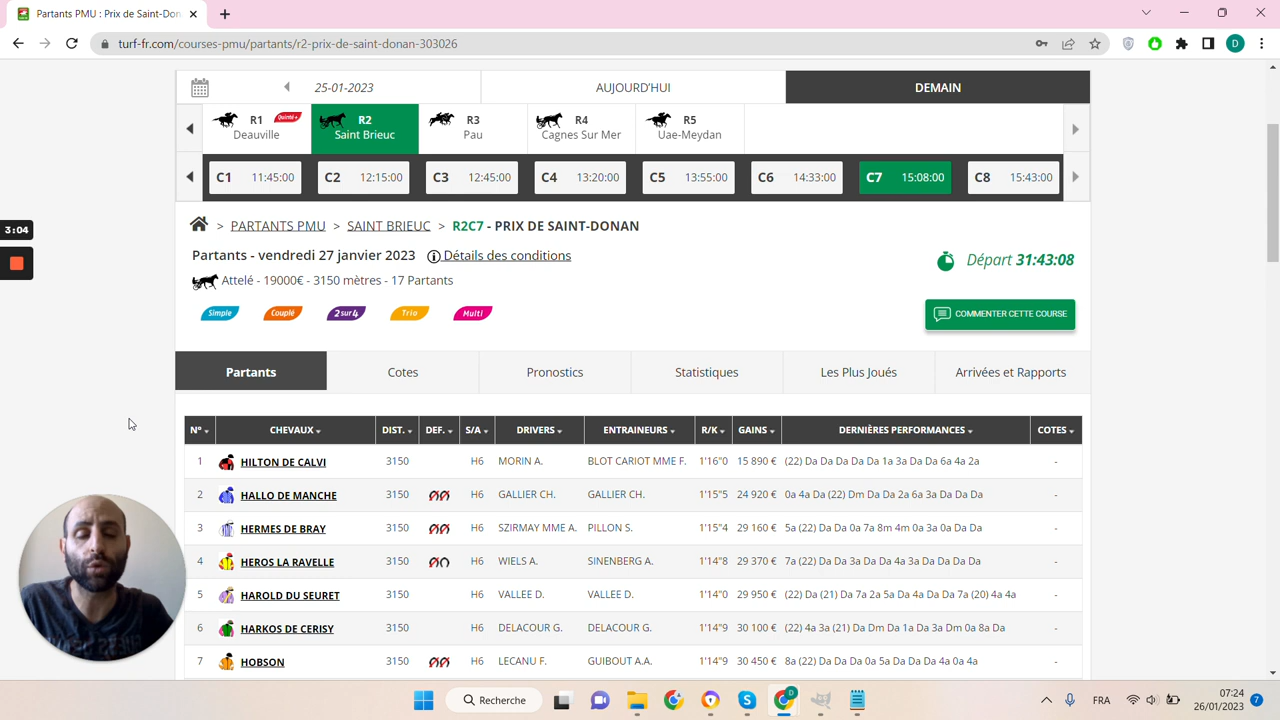 Partants PMU : Prix de Saint-Don
turf-fr.com/courses-pmu/partants/r2-prix-de-saint-donan-303026
D
25-01-2023 AUJOURD'HUI DEMAIN
R1 Deauville Quinté+
R2 Saint Brieuc
R3 Pau
R4 Cagnes Sur Mer
R5 Uae-Meydan
C1 11:45:00 C2 12:15:00 C3 12:45:00 C4 13:20:00 C5 13:55:00 C6 14:33:00 C7 15:08:00 C8 15:43:00
3:04
> PARTANTS PMU > SAINT BRIEUC > R2C7 - PRIX DE SAINT-DONAN
Partants - vendredi 27 janvier 2023 Détails des conditions
Départ 31:43:08
Attelé - 19000€ - 3150 mètres - 17 Partants
Simple Couplé 2sur4 Trio Multi
COMMENTER CETTE COURSE
Partants Cotes Pronostics Statistiques Les Plus Joués Arrivées et Rapports
N° CHEVAUX DIST. DEF. S/A DRIVERS ENTRAINEURS R/K GAINS DERNIÈRES PERFORMANCES COTES
1 HILTON DE CALVI 3150 H6 MORIN A. BLOT CARIOT MME F. 1'16"0 15 890 € (22) Da Da Da Da Da 1a 3a Da Da 6a 4a 2a -
2 HALLO DE MANCHE 3150 H6 GALLIER CH. GALLIER CH. 1'15"5 24 920 € 0a 4a Da (22) Dm Da Da 2a 6a 3a Da Da Da -
3 HERMES DE BRAY 3150 H6 SZIRMAY MME A. PILLON S. 1'15"4 29 160 € 5a (22) Da Da 0a 7a 8m 4m 0a 3a 0a Da Da -
4 HEROS LA RAVELLE 3150 H6 WIELS A. SINENBERG A. 1'14"8 29 370 € 7a (22) Da Da 3a Da Da 4a 3a Da Da Da Da -
5 HAROLD DU SEURET 3150 H6 VALLEE D. VALLEE D. 1'14"0 29 950 € (22) Da (21) Da 7a 2a 5a Da 4a Da Da 7a (20) 4a 4a -
6 HARKOS DE CERISY 3150 H6 DELACOUR G. DELACOUR G. 1'14"9 30 100 € (22) 4a 3a (21) Da Dm Da 1a Da 3a Dm 0a 8a Da -
7 HOBSON 3150 H6 LECANU F. GUIBOUT A.A. 1'14"9 30 450 € 8a (22) Da Da Da 0a 5a Da Da Da 4a 0a 4a -
Recherche
D
FRA
07:24
26/01/2023
7